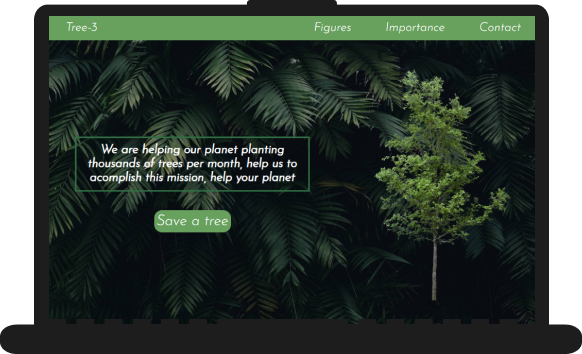 Tree-3
Figures
Importance
Contact
We are helping our planet planting
thousands of trees per month, help us to
acomplish this mission, help your planet
Save a tree